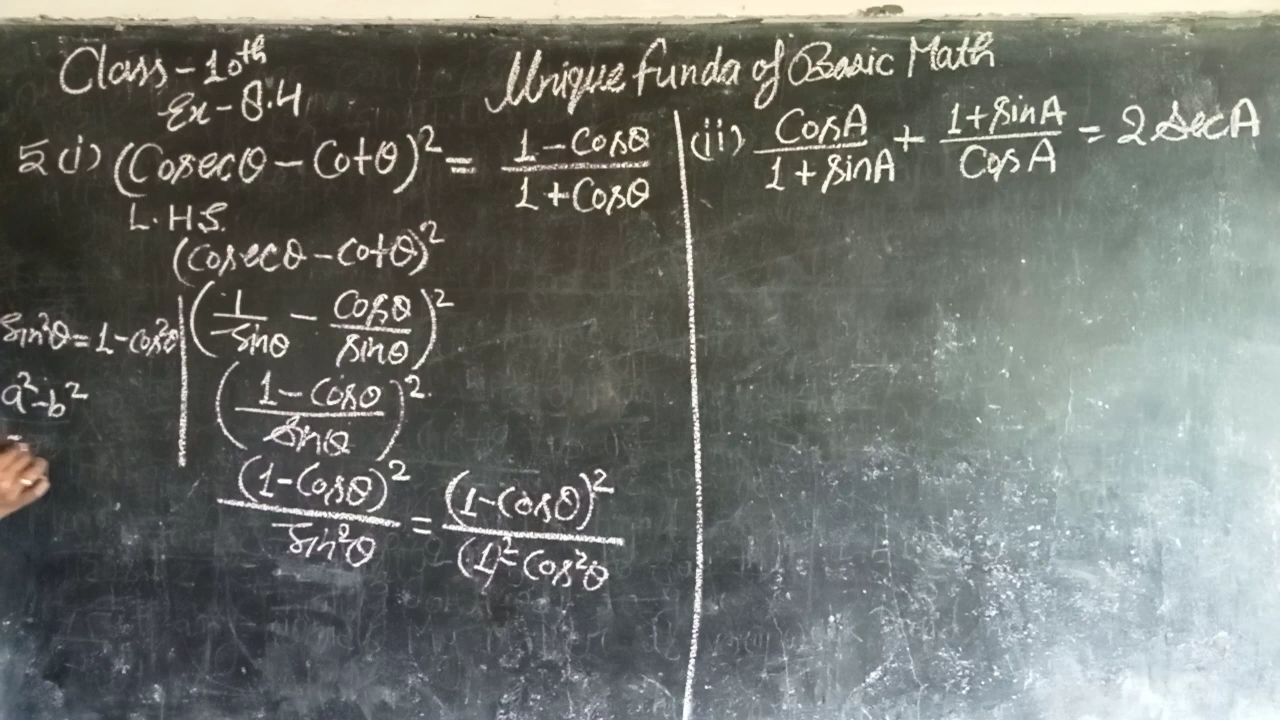 Class - 10th
Ex - 8.4
Unique funda of Basic Math
5(i) (Cosecθ - Cotθ)² = (1 - Cosθ)/(1 + Cosθ)
L.H.S.
(Cosecθ - Cotθ)²
(1/Sinθ - Cosθ/Sinθ)²
Sin²θ = 1 - Cos²θ
((1 - Cosθ)/Sinθ)²
a² - b²
(1 - Cosθ)²/Sin²θ = (1 - Cosθ)²/(1)² - Cos²θ
(ii) CosA/(1 + SinA) + (1 + SinA)/CosA = 2 SecA